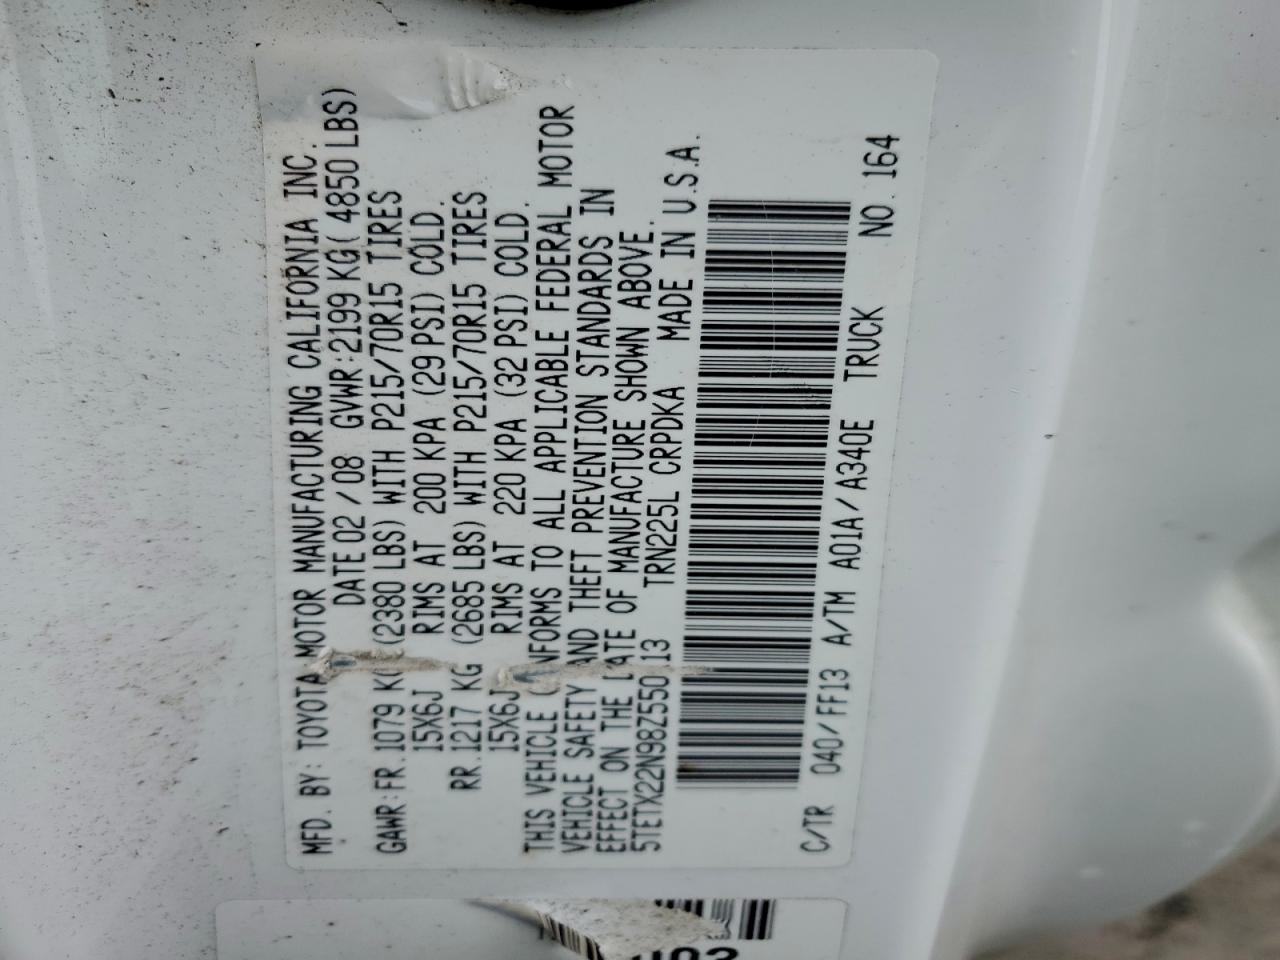 MFD. BY: TOYOTA MOTOR MANUFACTURING CALIFORNIA INC.
DATE 02/08 GVWR:2199 KG( 4850 LBS)
GAWR:FR. 1079 KG (2380 LBS) WITH P215/70R15 TIRES
15X6J RIMS AT 200 KPA (29 PSI) COLD.
RR. 1217 KG (2685 LBS) WITH P215/70R15 TIRES
15X6J RIMS AT 220 KPA (32 PSI) COLD.
THIS VEHICLE CONFORMS TO ALL APPLICABLE FEDERAL MOTOR
VEHICLE SAFETY AND THEFT PREVENTION STANDARDS IN
EFFECT ON THE DATE OF MANUFACTURE SHOWN ABOVE.
TRN225L CRPDKA MADE IN U.S.A.
C/TR 040/FF13 A/TM A01A/A340E TRUCK NO. 164